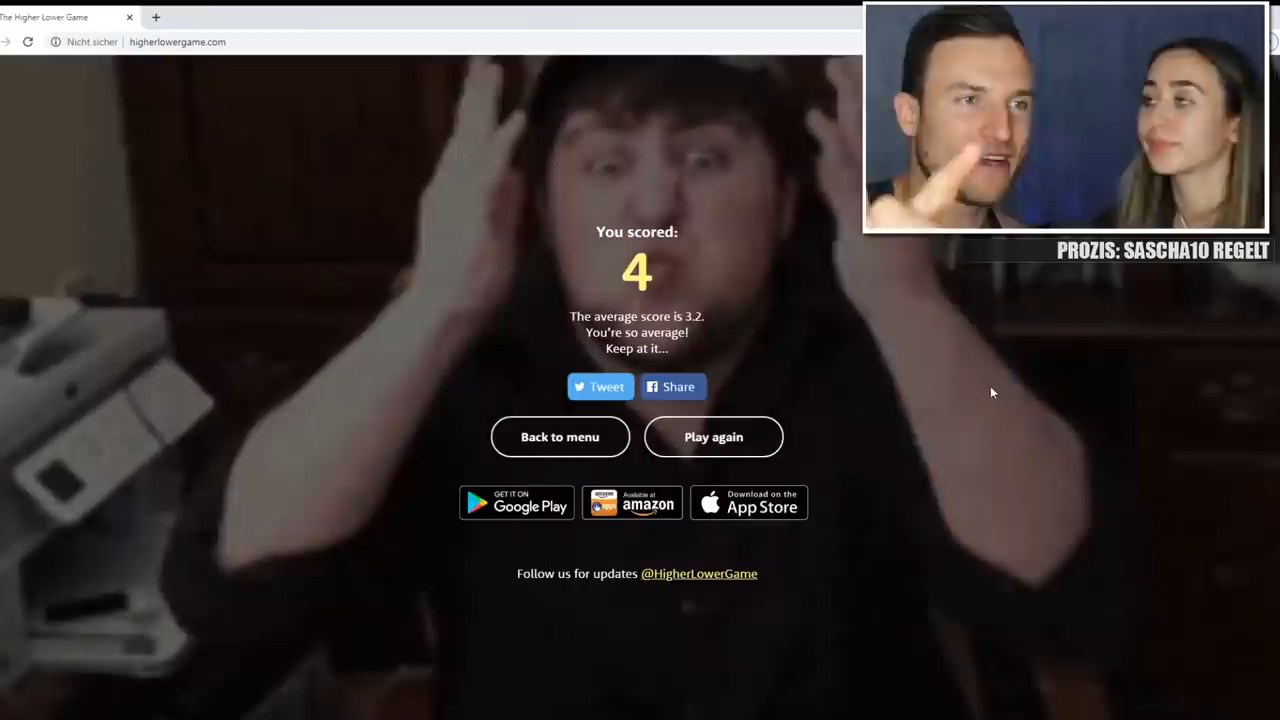 The Higher Lower Game
Nicht sicher
higherlowergame.com
PROZIS: SASCHA10 REGELT
You scored:
4
The average score is 3.2.
You're so average!
Keep at it...
Tweet
Share
Back to menu
Play again
GET IT ON
Google Play
amazon
apps
Available at
amazon
Download on the
App Store
Follow us for updates @HigherLowerGame